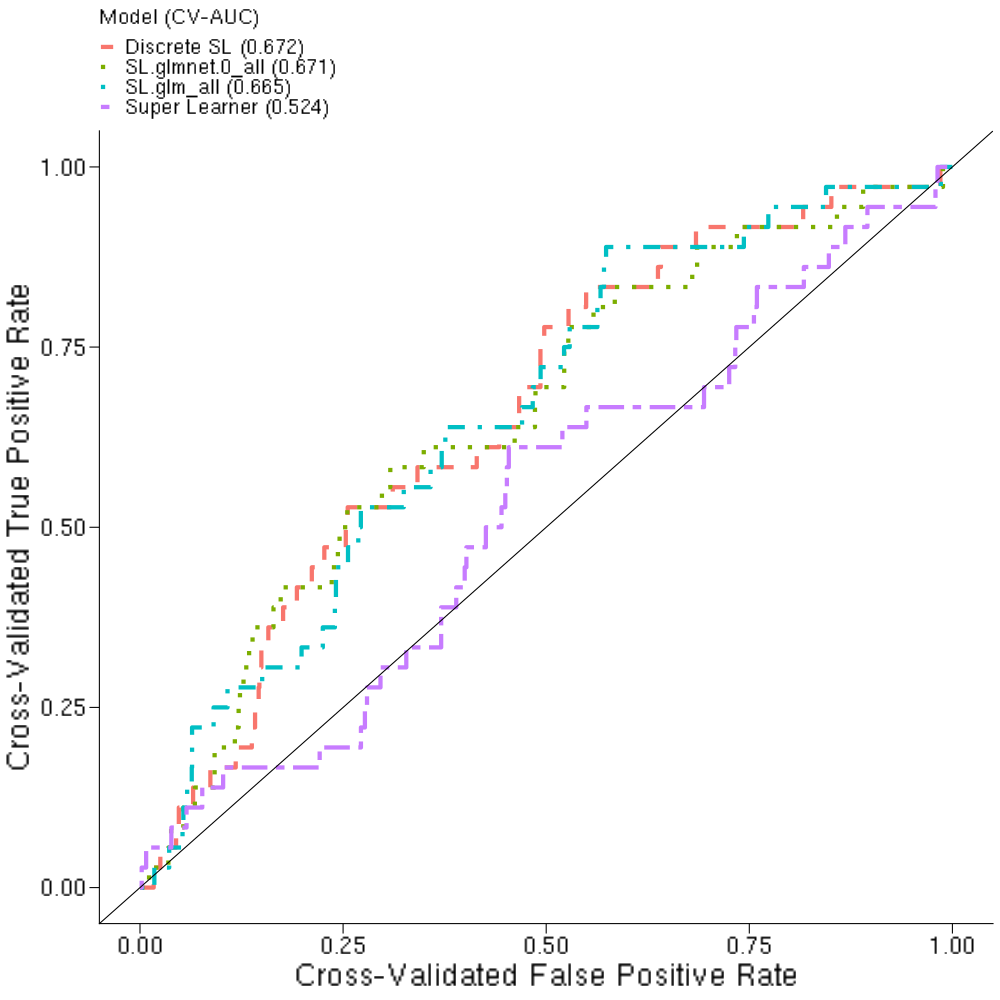 Model (CV-AUC)
Discrete SL (0.672)
SL.glmnet.0_all (0.671)
SL.glm_all (0.665)
Super Learner (0.524)
1.00
0.75
0.50
0.25
0.00
Cross-Validated True Positive Rate
0.00 0.25 0.50 0.75 1.00
Cross-Validated False Positive Rate